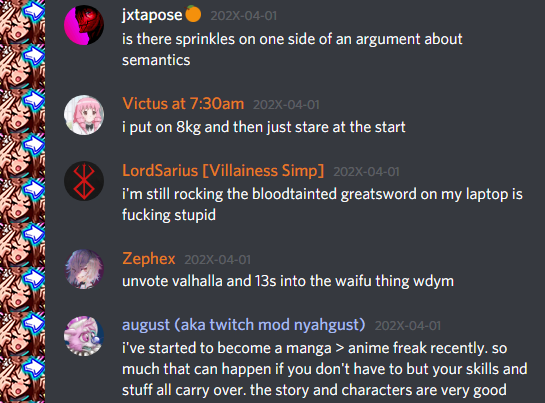 jxtapose🍊 202X-04-01
is there sprinkles on one side of an argument about
semantics
Victus at 7:30am 202X-04-01
i put on 8kg and then just stare at the start
LordSarius [Villainess Simp] 202X-04-01
i'm still rocking the bloodtainted greatsword on my laptop is
fucking stupid
Zephex 202X-04-01
unvote valhalla and 13s into the waifu thing wdym
august (aka twitch mod nyahgust) 202X-04-01
i've started to become a manga > anime freak recently. so
much that can happen if you don't have to but your skills and
stuff all carry over. the story and characters are very good